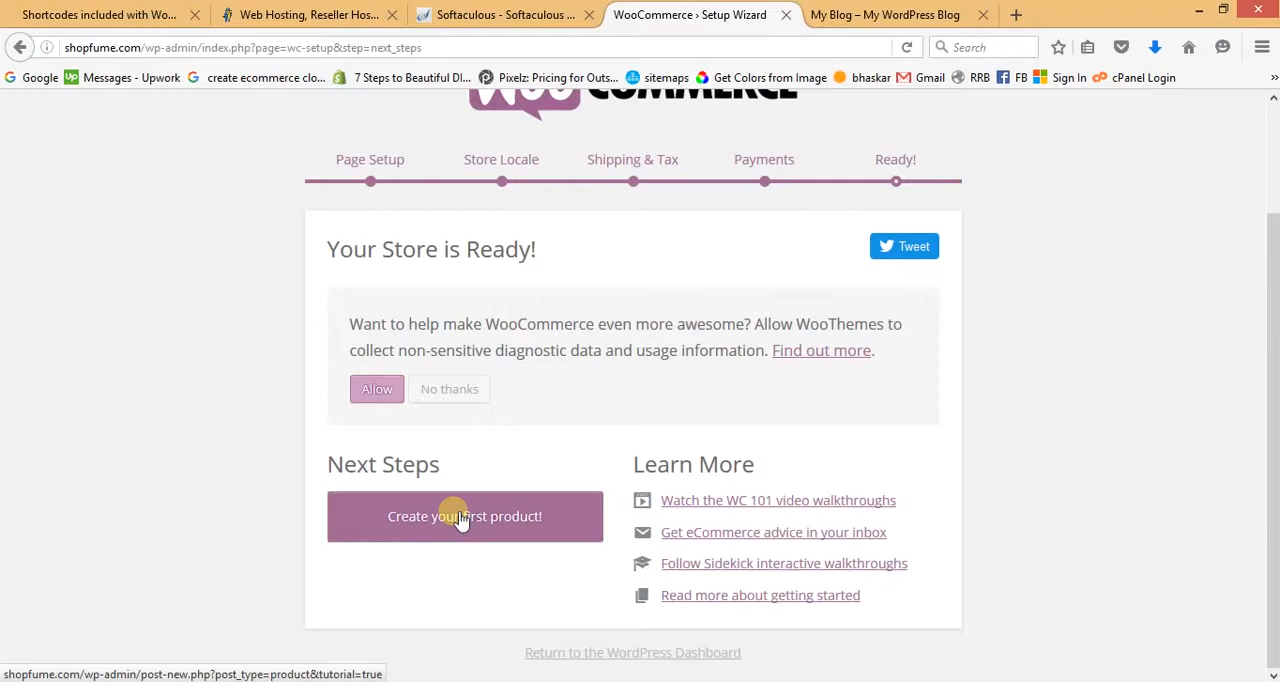 Shortcodes included with Woo...
Web Hosting, Reseller Hos...
Softaculous - Softaculous ...
WooCommerce › Setup Wizard
My Blog – My WordPress Blog
shopfume.com/wp-admin/index.php?page=wc-setup&step=next_steps
Search
Google
Messages - Upwork
create ecommerce clo...
7 Steps to Beautiful DI...
Pixelz: Pricing for Outs...
sitemaps
Get Colors from Image
bhaskar
Gmail
RRB
FB
Sign In
cPanel Login
WOO COMMERCE
Page Setup
Store Locale
Shipping & Tax
Payments
Ready!
Your Store is Ready!
Tweet
Want to help make WooCommerce even more awesome? Allow WooThemes to
collect non-sensitive diagnostic data and usage information. Find out more.
Allow
No thanks
Next Steps
Create your first product!
Learn More
Watch the WC 101 video walkthroughs
Get eCommerce advice in your inbox
Follow Sidekick interactive walkthroughs
Read more about getting started
Return to the WordPress Dashboard
shopfume.com/wp-admin/post-new.php?post_type=product&tutorial=true